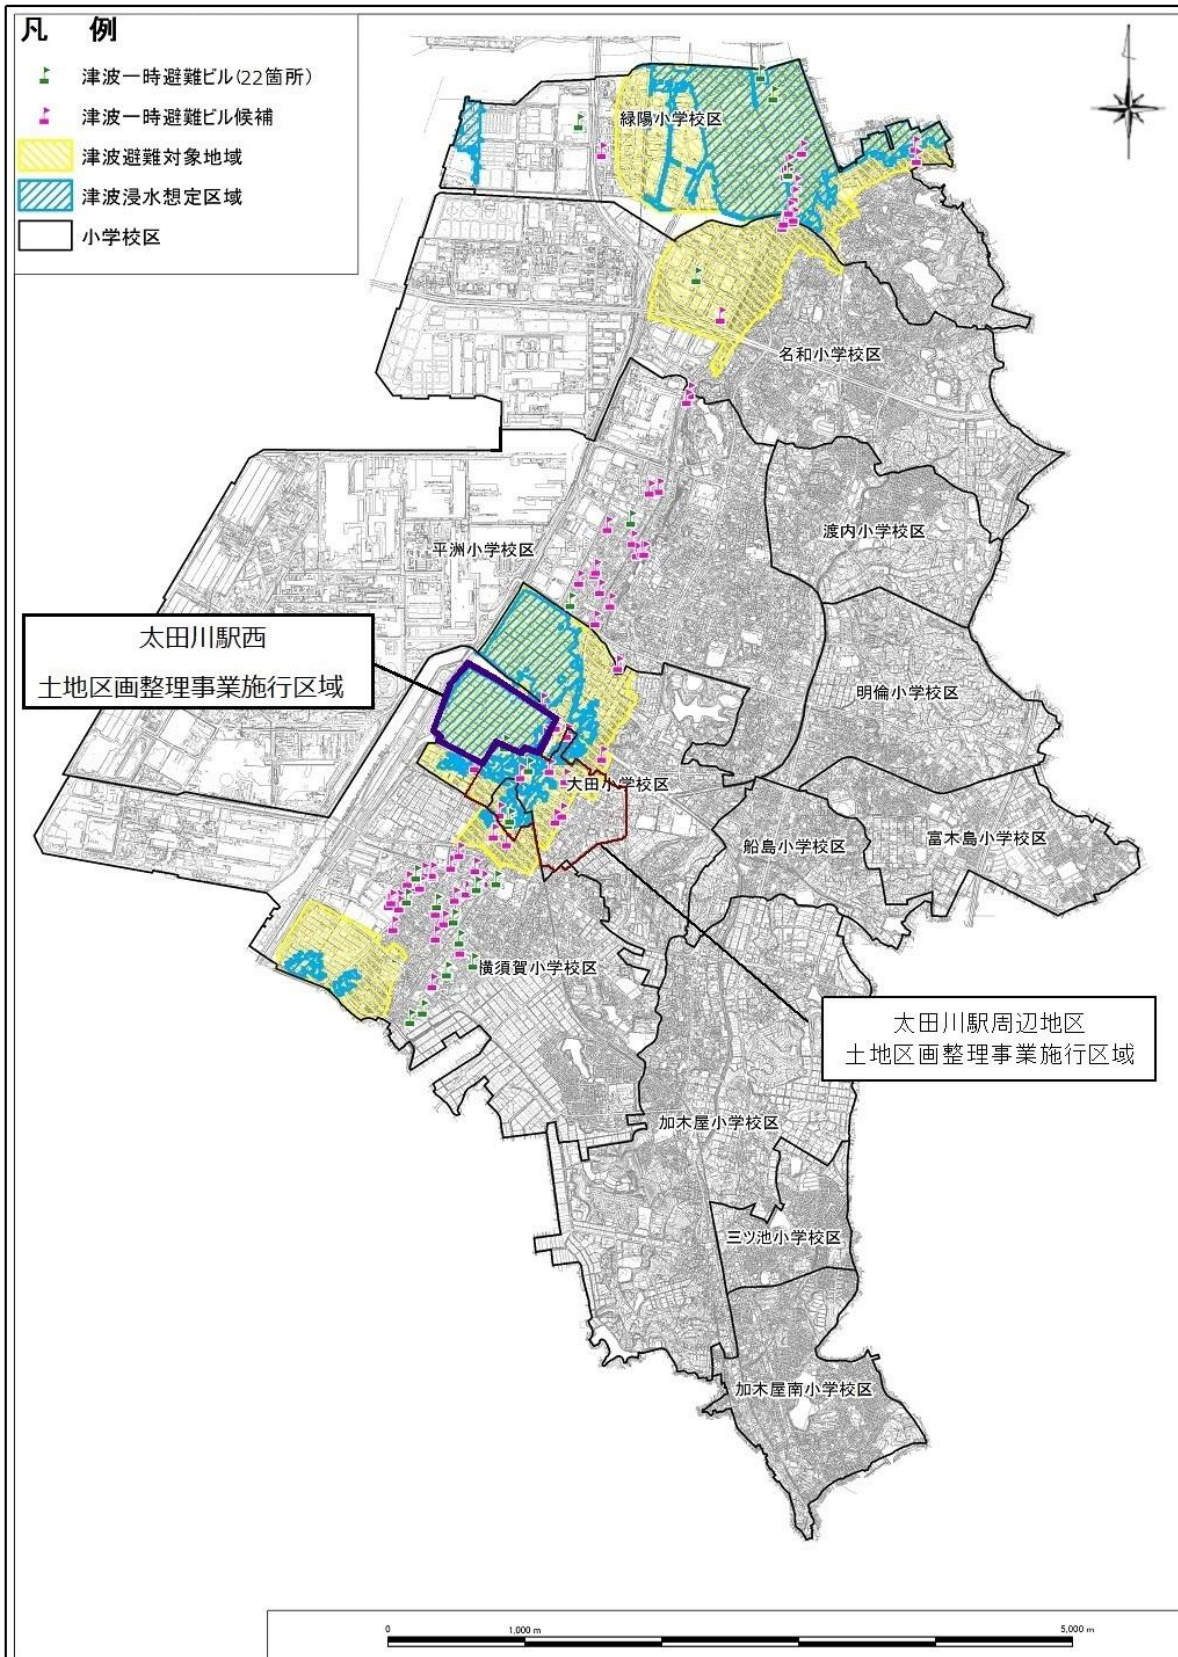 凡 例
津波一時避難ビル(22箇所)
津波一時避難ビル候補
津波避難対象地域
津波浸水想定区域
小学校区
緑陽小学校区
名和小学校区
渡内小学校区
平洲小学校区
太田川駅西
土地区画整理事業施行区域
明倫小学校区
大田小学校区
船島小学校区
富木島小学校区
横須賀小学校区
太田川駅周辺地区
土地区画整理事業施行区域
加木屋小学校区
三ツ池小学校区
加木屋南小学校区
0 1,000 m 5,000 m